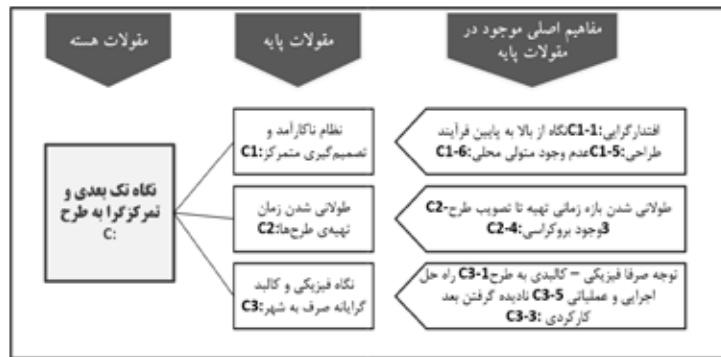 مفاهیم اصلی موجود در
مقولات پایه
مقولات پایه
مقولات هسته
اقتدارگرایی:C1-1نگاه از بالا به پایین فرآیند
طراحی:C1-5عدم وجود متولی محلی:C1-6
نظام ناکارآمد و
تصمیم‌گیری متمرکز:C1
طولانی شدن بازه زمانی تهیه تا تصویب طرح-C2
3وجود بروکراسی:C2-4
طولانی شدن زمان
تهیه‌ی طرح‌ها:C2
توجه صرفا فیزیکی – کالبدی به طرح C3-1 راه حل
اجرایی و عملیاتی C3-5 نادیده گرفتن بعد
کارکردی :C3-3
نگاه فیزیکی و کالبد
گرایانه صرف به شهر:C3
نگاه تک بعدی و
تمرکزگرا به طرح
C: